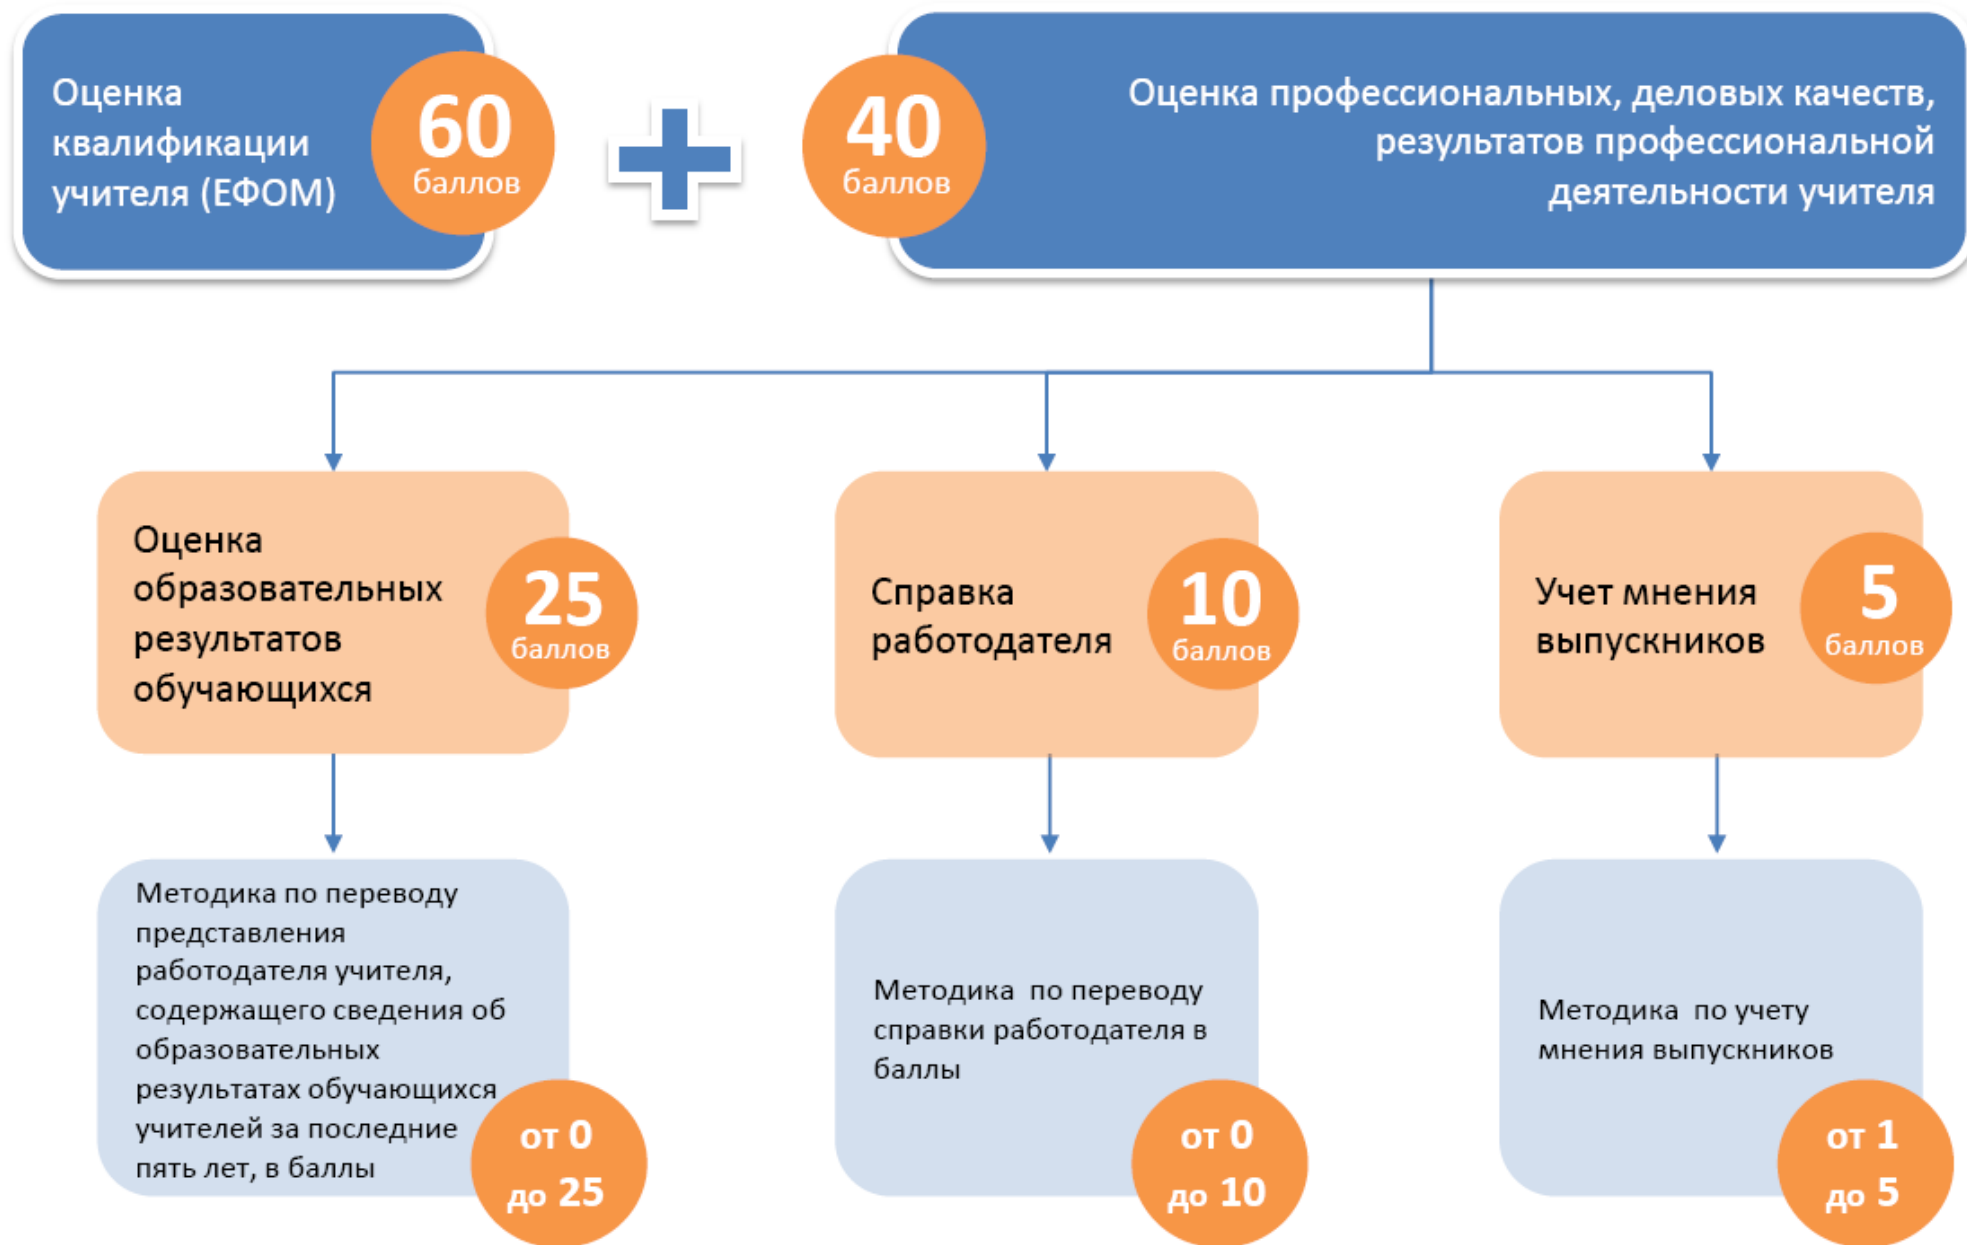 Оценка
квалификации
учителя (ЕФОМ)
60
баллов
40
баллов
Оценка профессиональных, деловых качеств,
результатов профессиональной
деятельности учителя
Оценка
образовательных
результатов
обучающихся
25
баллов
Справка
работодателя
10
баллов
Учет мнения
выпускников
5
баллов
Методика по переводу
представления
работодателя учителя,
содержащего сведения об
образовательных
результатах обучающихся
учителей за последние
пять лет, в баллы
от 0
до 25
Методика по переводу
справки работодателя в
баллы
от 0
до 10
Методика по учету
мнения выпускников
от 1
до 5